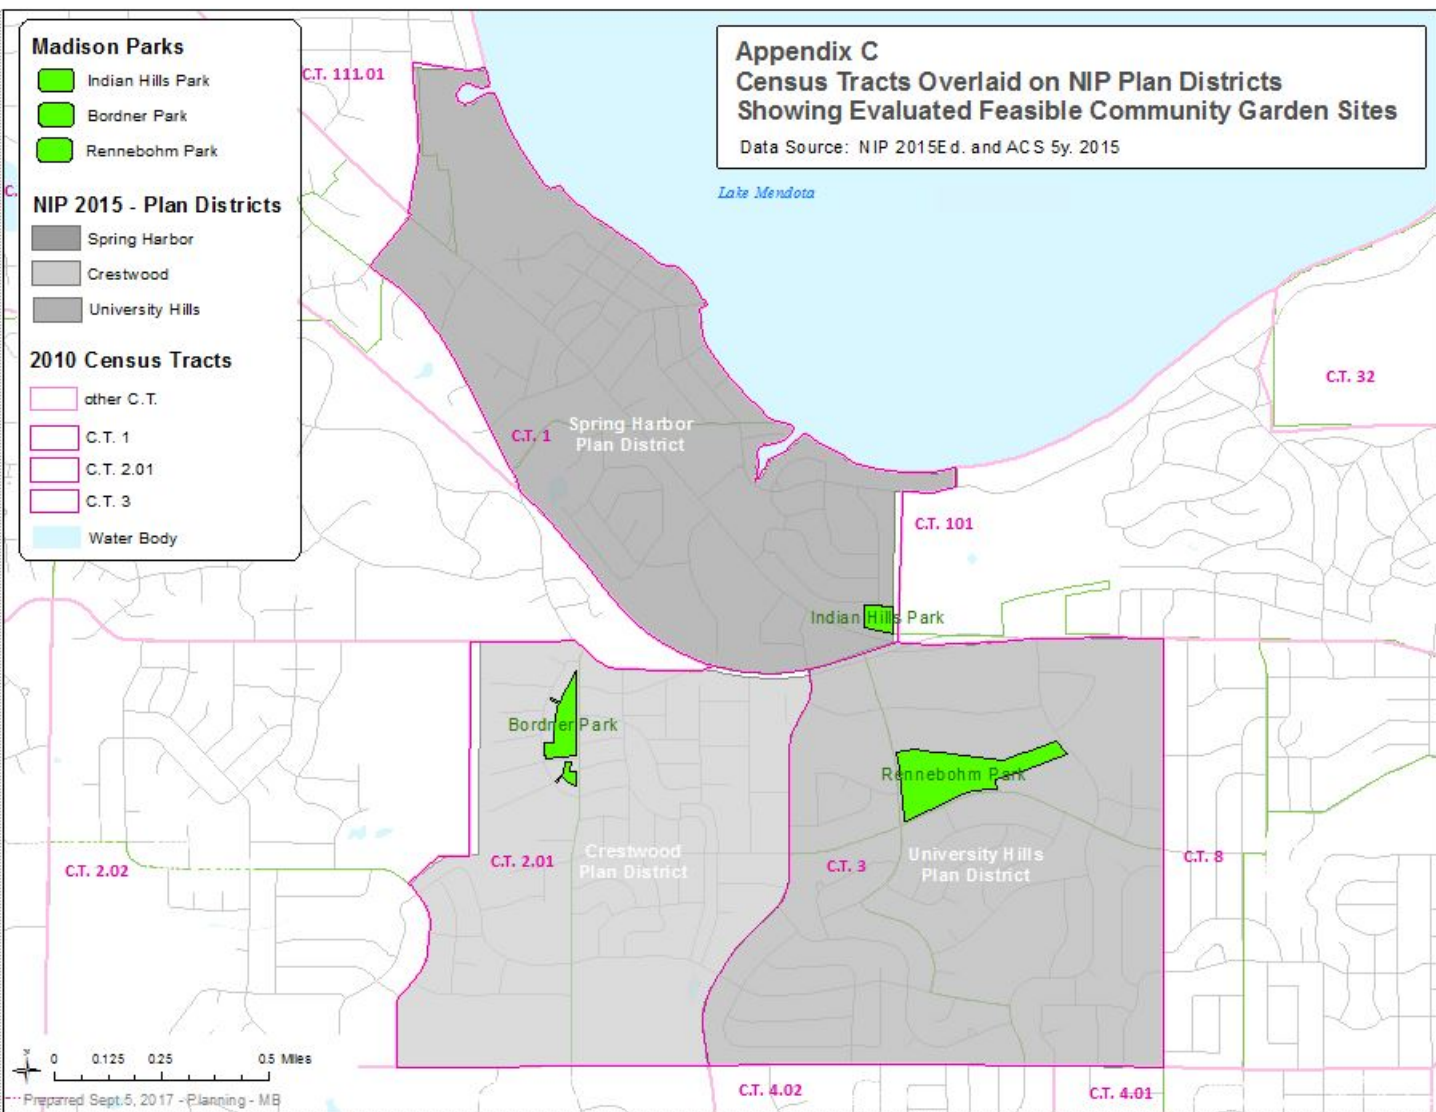 Madison Parks
Indian Hills Park
Bordner Park
Rennebohm Park
NIP 2015 - Plan Districts
Spring Harbor
Crestwood
University Hills
2010 Census Tracts
other C.T.
C.T. 1
C.T. 2.01
C.T. 3
Water Body
Appendix C
Census Tracts Overlaid on NIP Plan Districts
Showing Evaluated Feasible Community Garden Sites
Data Source: NIP 2015Ed. and ACS 5y. 2015
C.T. 111.01
C.
Lake Mendota
C.T. 32
C.T. 1
Spring Harbor
Plan District
C.T. 101
Indian Hills Park
Bordner Park
Rennebohm Park
C.T. 2.02
C.T. 2.01
Crestwood
Plan District
C.T. 3
University Hills
Plan District
C.T. 8
0 0.125 0.25 0.5 Miles
C.T. 4.02
C.T. 4.01
Prepared Sept.5, 2017 - Planning - MB